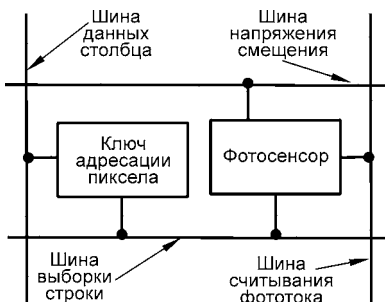 Шина
данных
столбца
Шина
напряжения
смещения
Ключ
адресации
пиксела
Фотосенсор
Шина
выборки
строки
Шина
считывания
фототока